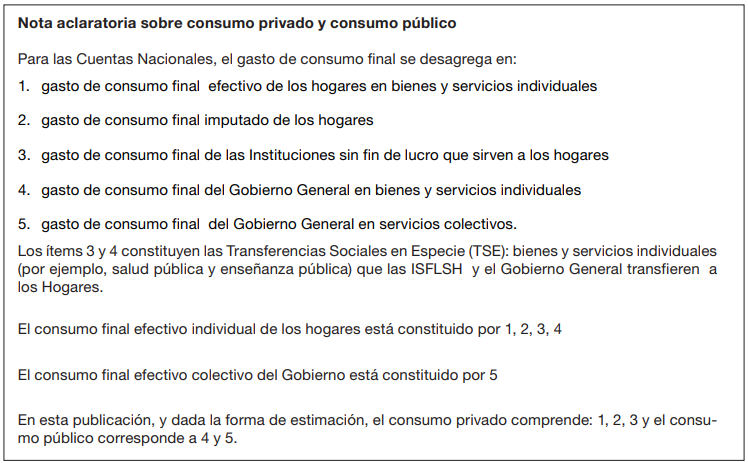 Nota aclaratoria sobre consumo privado y consumo público
Para las Cuentas Nacionales, el gasto de consumo final se desagrega en:
1. gasto de consumo final efectivo de los hogares en bienes y servicios individuales
2. gasto de consumo final imputado de los hogares
3. gasto de consumo final de las Instituciones sin fin de lucro que sirven a los hogares
4. gasto de consumo final del Gobierno General en bienes y servicios individuales
5. gasto de consumo final del Gobierno General en servicios colectivos.
Los ítems 3 y 4 constituyen las Transferencias Sociales en Especie (TSE): bienes y servicios individuales
(por ejemplo, salud pública y enseñanza pública) que las ISFLSH y el Gobierno General transfieren a
los Hogares.
El consumo final efectivo individual de los hogares está constituido por 1, 2, 3, 4
El consumo final efectivo colectivo del Gobierno está constituido por 5
En esta publicación, y dada la forma de estimación, el consumo privado comprende: 1, 2, 3 y el consu-
mo público corresponde a 4 y 5.